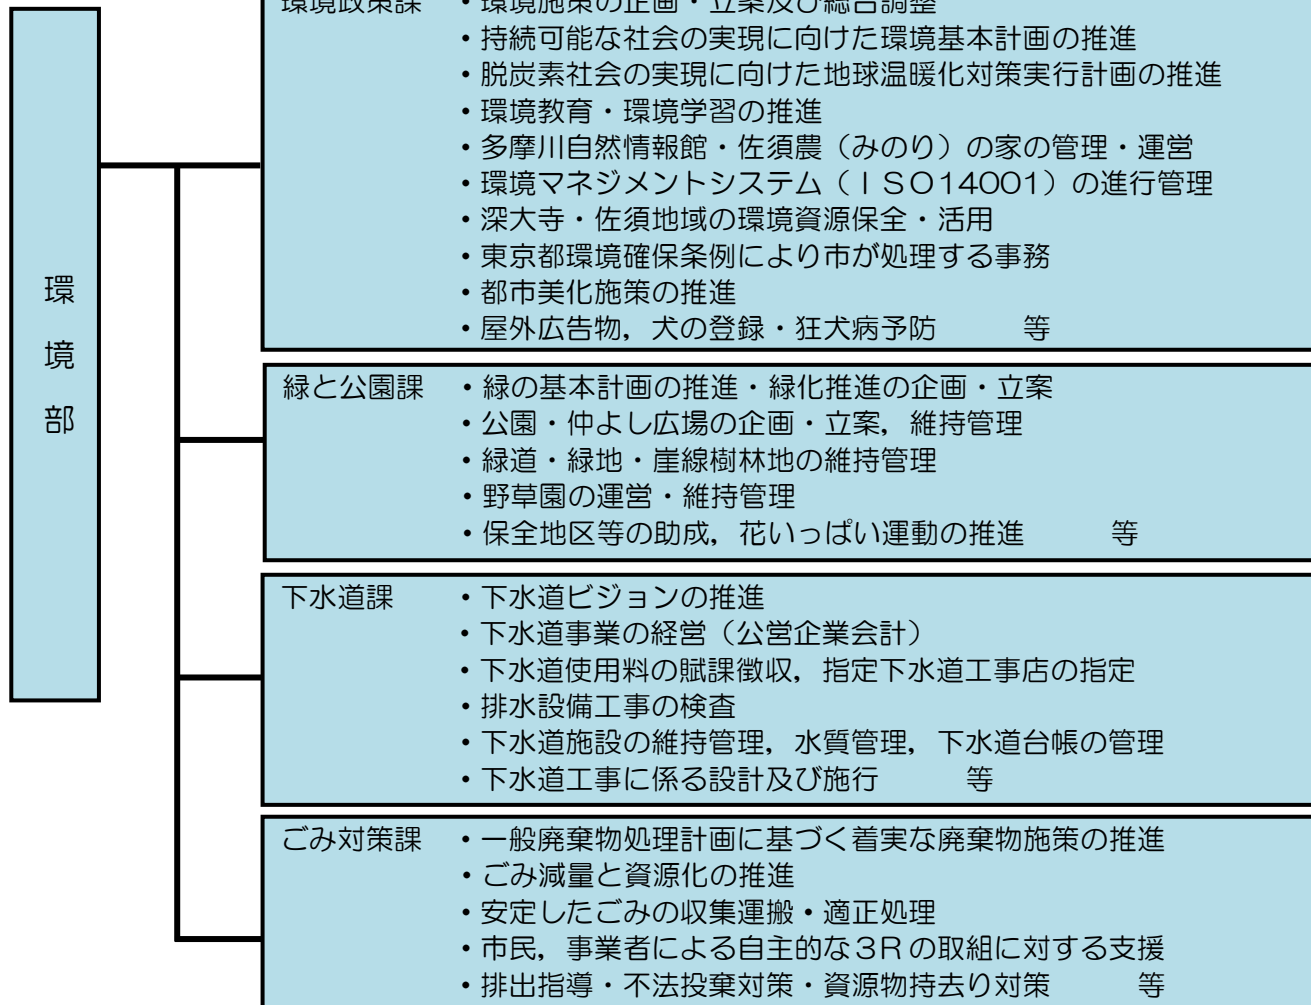 環境部
環境政策課 ・環境施策の企画・立案及び総合調整
・持続可能な社会の実現に向けた環境基本計画の推進
・脱炭素社会の実現に向けた地球温暖化対策実行計画の推進
・環境教育・環境学習の推進
・多摩川自然情報館・佐須農（みのり）の家の管理・運営
・環境マネジメントシステム（ＩＳＯ１４００１）の進行管理
・深大寺・佐須地域の環境資源保全・活用
・東京都環境確保条例により市が処理する事務
・都市美化施策の推進
・屋外広告物，犬の登録・狂犬病予防 等
緑と公園課 ・緑の基本計画の推進・緑化推進の企画・立案
・公園・仲よし広場の企画・立案，維持管理
・緑道・緑地・崖線樹林地の維持管理
・野草園の運営・維持管理
・保全地区等の助成，花いっぱい運動の推進 等
下水道課 ・下水道ビジョンの推進
・下水道事業の経営（公営企業会計）
・下水道使用料の賦課徴収，指定下水道工事店の指定
・排水設備工事の検査
・下水道施設の維持管理，水質管理，下水道台帳の管理
・下水道工事に係る設計及び施行 等
ごみ対策課 ・一般廃棄物処理計画に基づく着実な廃棄物施策の推進
・ごみ減量と資源化の推進
・安定したごみの収集運搬・適正処理
・市民，事業者による自主的な３Ｒの取組に対する支援
・排出指導・不法投棄対策・資源物持去り対策 等